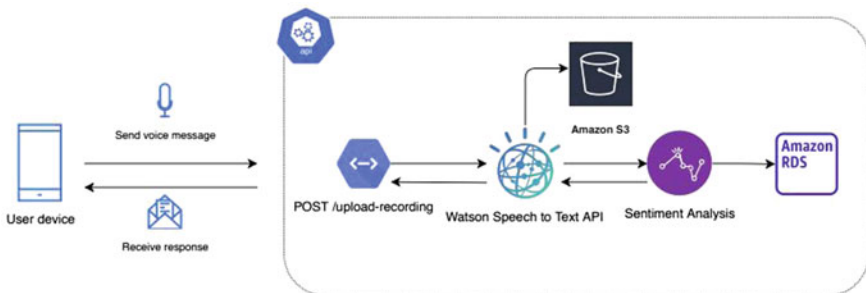 api
Send voice message
User device
Receive response
POST /upload-recording
Watson Speech to Text API
Amazon S3
Sentiment Analysis
Amazon
RDS